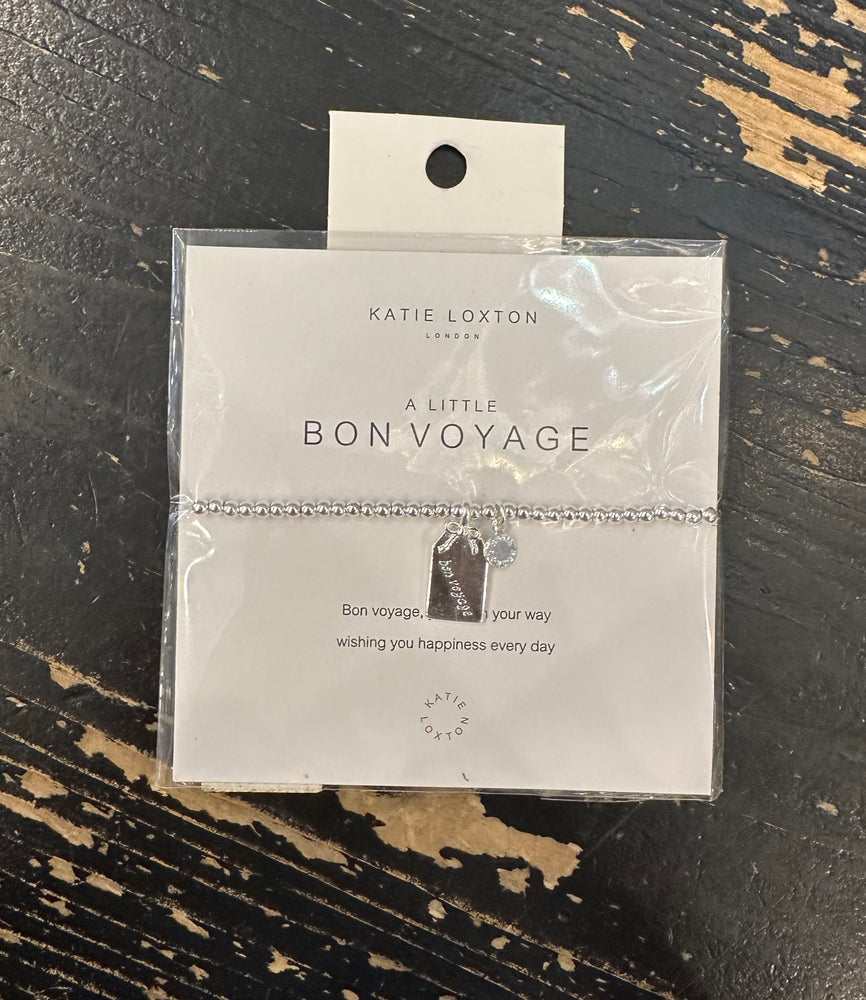 KATIE LOXTON
LONDON
A LITTLE
BON VOYAGE
bon voyage
Bon voyage, your way
wishing you happiness every day
KATIE LOXTON